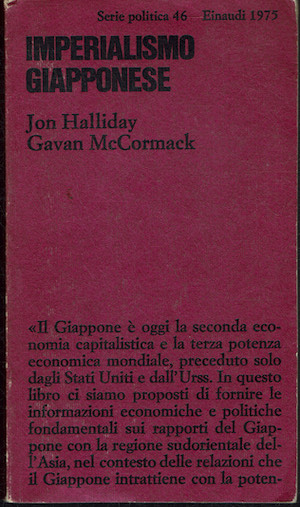 Serie politica 46 Einaudi 1975
IMPERIALISMO
GIAPPONESE
Jon Halliday
Gavan McCormack
«Il Giappone è oggi la seconda eco-
nomia capitalistica e la terza potenza
economica mondiale, preceduto solo
dagli Stati Uniti e dall'Urss. In questo
libro ci siamo proposti di fornire le
informazioni economiche e politiche
fondamentali sui rapporti del Giap-
pone con la regione sudorientale del-
l'Asia, nel contesto delle relazioni che
il Giappone intrattiene con la poten-